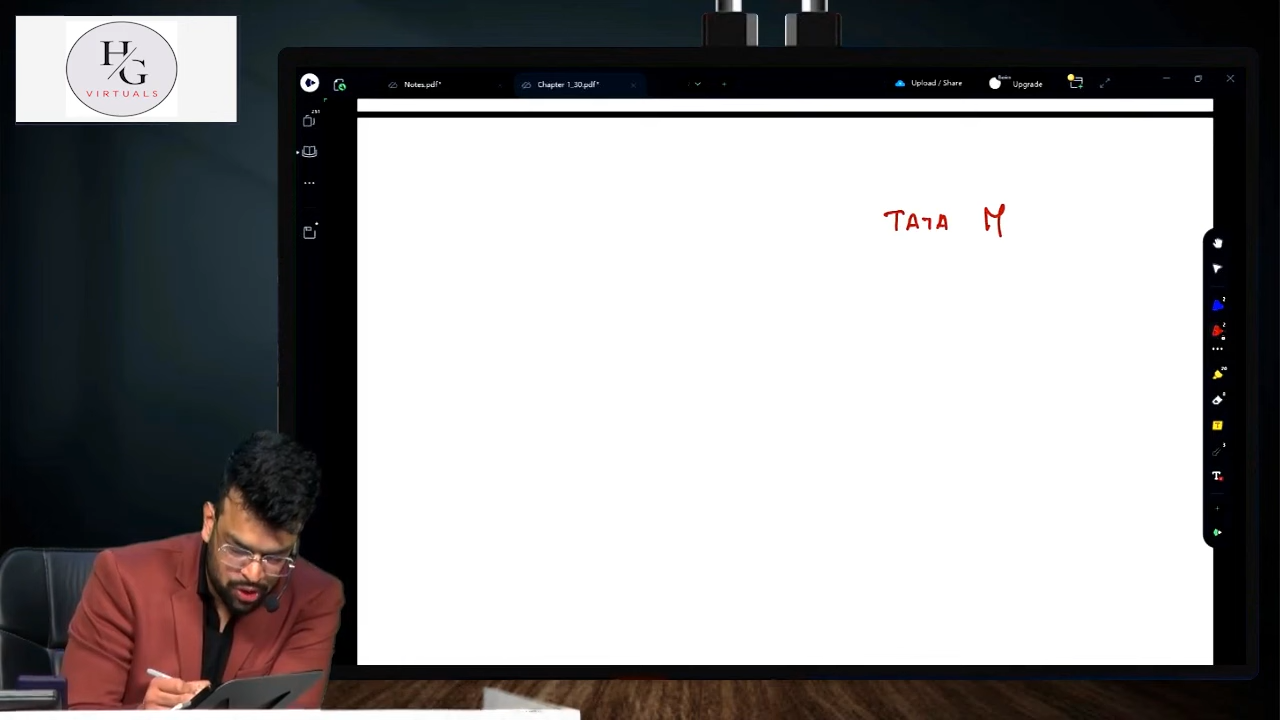 H/G
VIRTUALS
Notes.pdf*
Chapter 1_30.pdf*
Upload / Share
Upgrade
TATA M